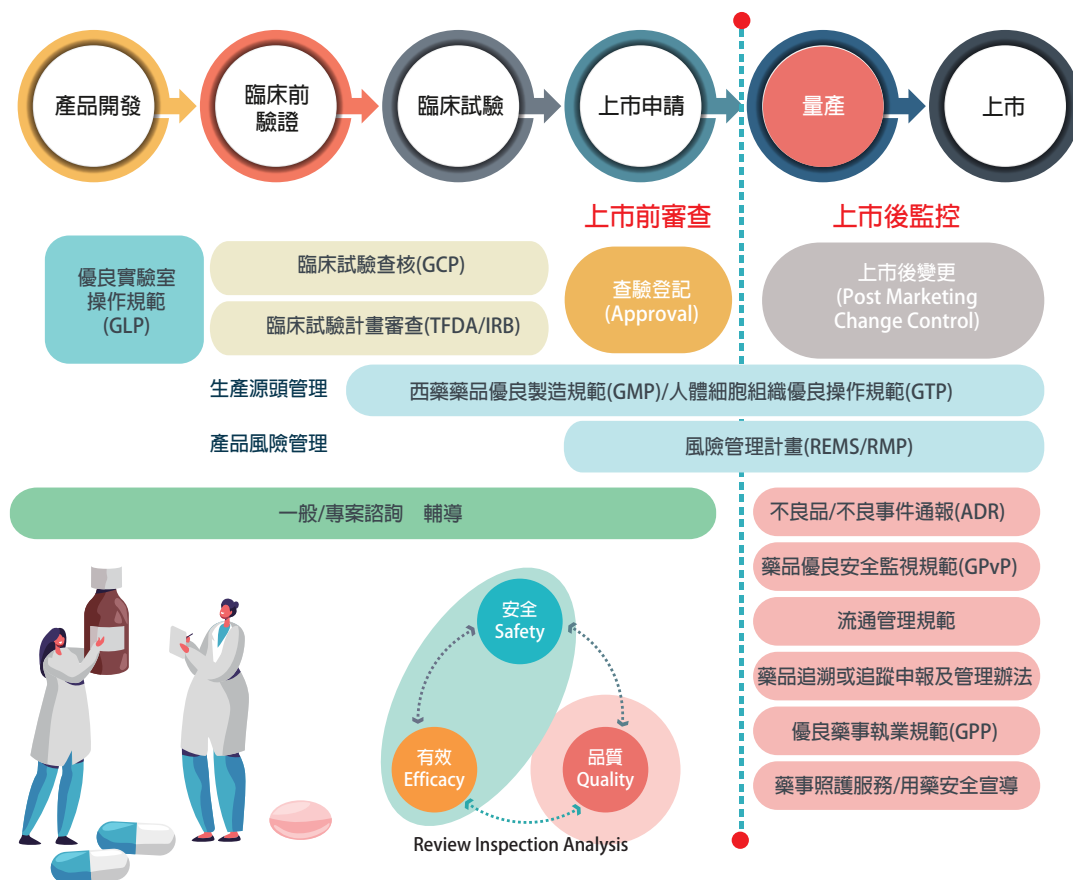 產品開發
臨床前
驗證
臨床試驗
上市申請
量產
上市
上市前審查
上市後監控
優良實驗室
操作規範
(GLP)
臨床試驗查核(GCP)
臨床試驗計畫審查(TFDA/IRB)
查驗登記
(Approval)
上市後變更
(Post Marketing
Change Control)
生產源頭管理
西藥藥品優良製造規範(GMP)/人體細胞組織優良操作規範(GTP)
產品風險管理
風險管理計畫(REMS/RMP)
一般/專案諮詢 輔導
不良品/不良事件通報(ADR)
藥品優良安全監視規範(GPvP)
流通管理規範
藥品追溯或追蹤申報及管理辦法
優良藥事執業規範(GPP)
藥事照護服務/用藥安全宣導
安全
Safety
有效
Efficacy
品質
Quality
Review Inspection Analysis